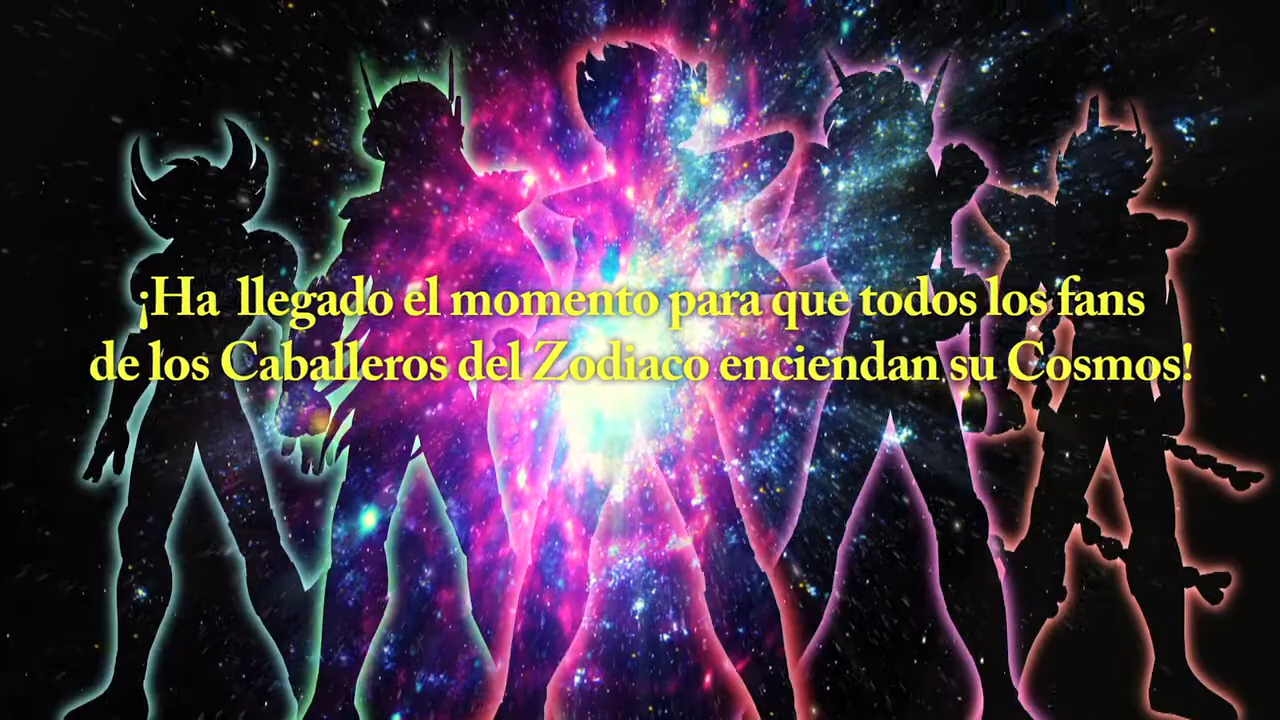 ¡Ha llegado el momento para que todos los fans
de los Caballeros del Zodiaco enciendan su Cosmos!